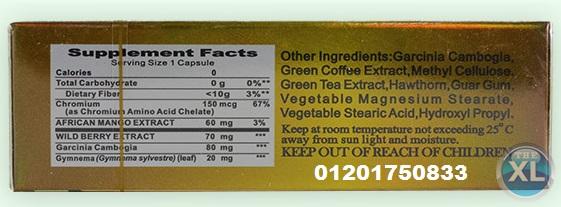 Supplement Facts
Serving Size 1 Capsule
Calories 0
Total Carbohydrate 0 g 0%**
Dietary Fiber <10g 3%**
Chromium 150 mcg 67%
(as Chromium Amino Acid Chelate)
AFRICAN MANGO EXTRACT 60 mg 3%
WILD BERRY EXTRACT 70 mg ***
Garcinia Cambogia 80 mg ***
Gymnema (Gymnema sylvestre) (leaf) 20 mg ***
Other Ingredients:Garcinia Cambogia,
Green Coffee Extract,Methyl Cellulose.
Green Tea Extract,Hawthorn,Guar Gum.
Vegetable Magnesium Stearate,
Vegetable Stearic Acid,Hydroxyl Propyl.
Keep at room temperature not exceeding 25°C
away from sun light and moisture.
KEEP OUT OF REACH OF CHILDREN
01201750833
THE
XL